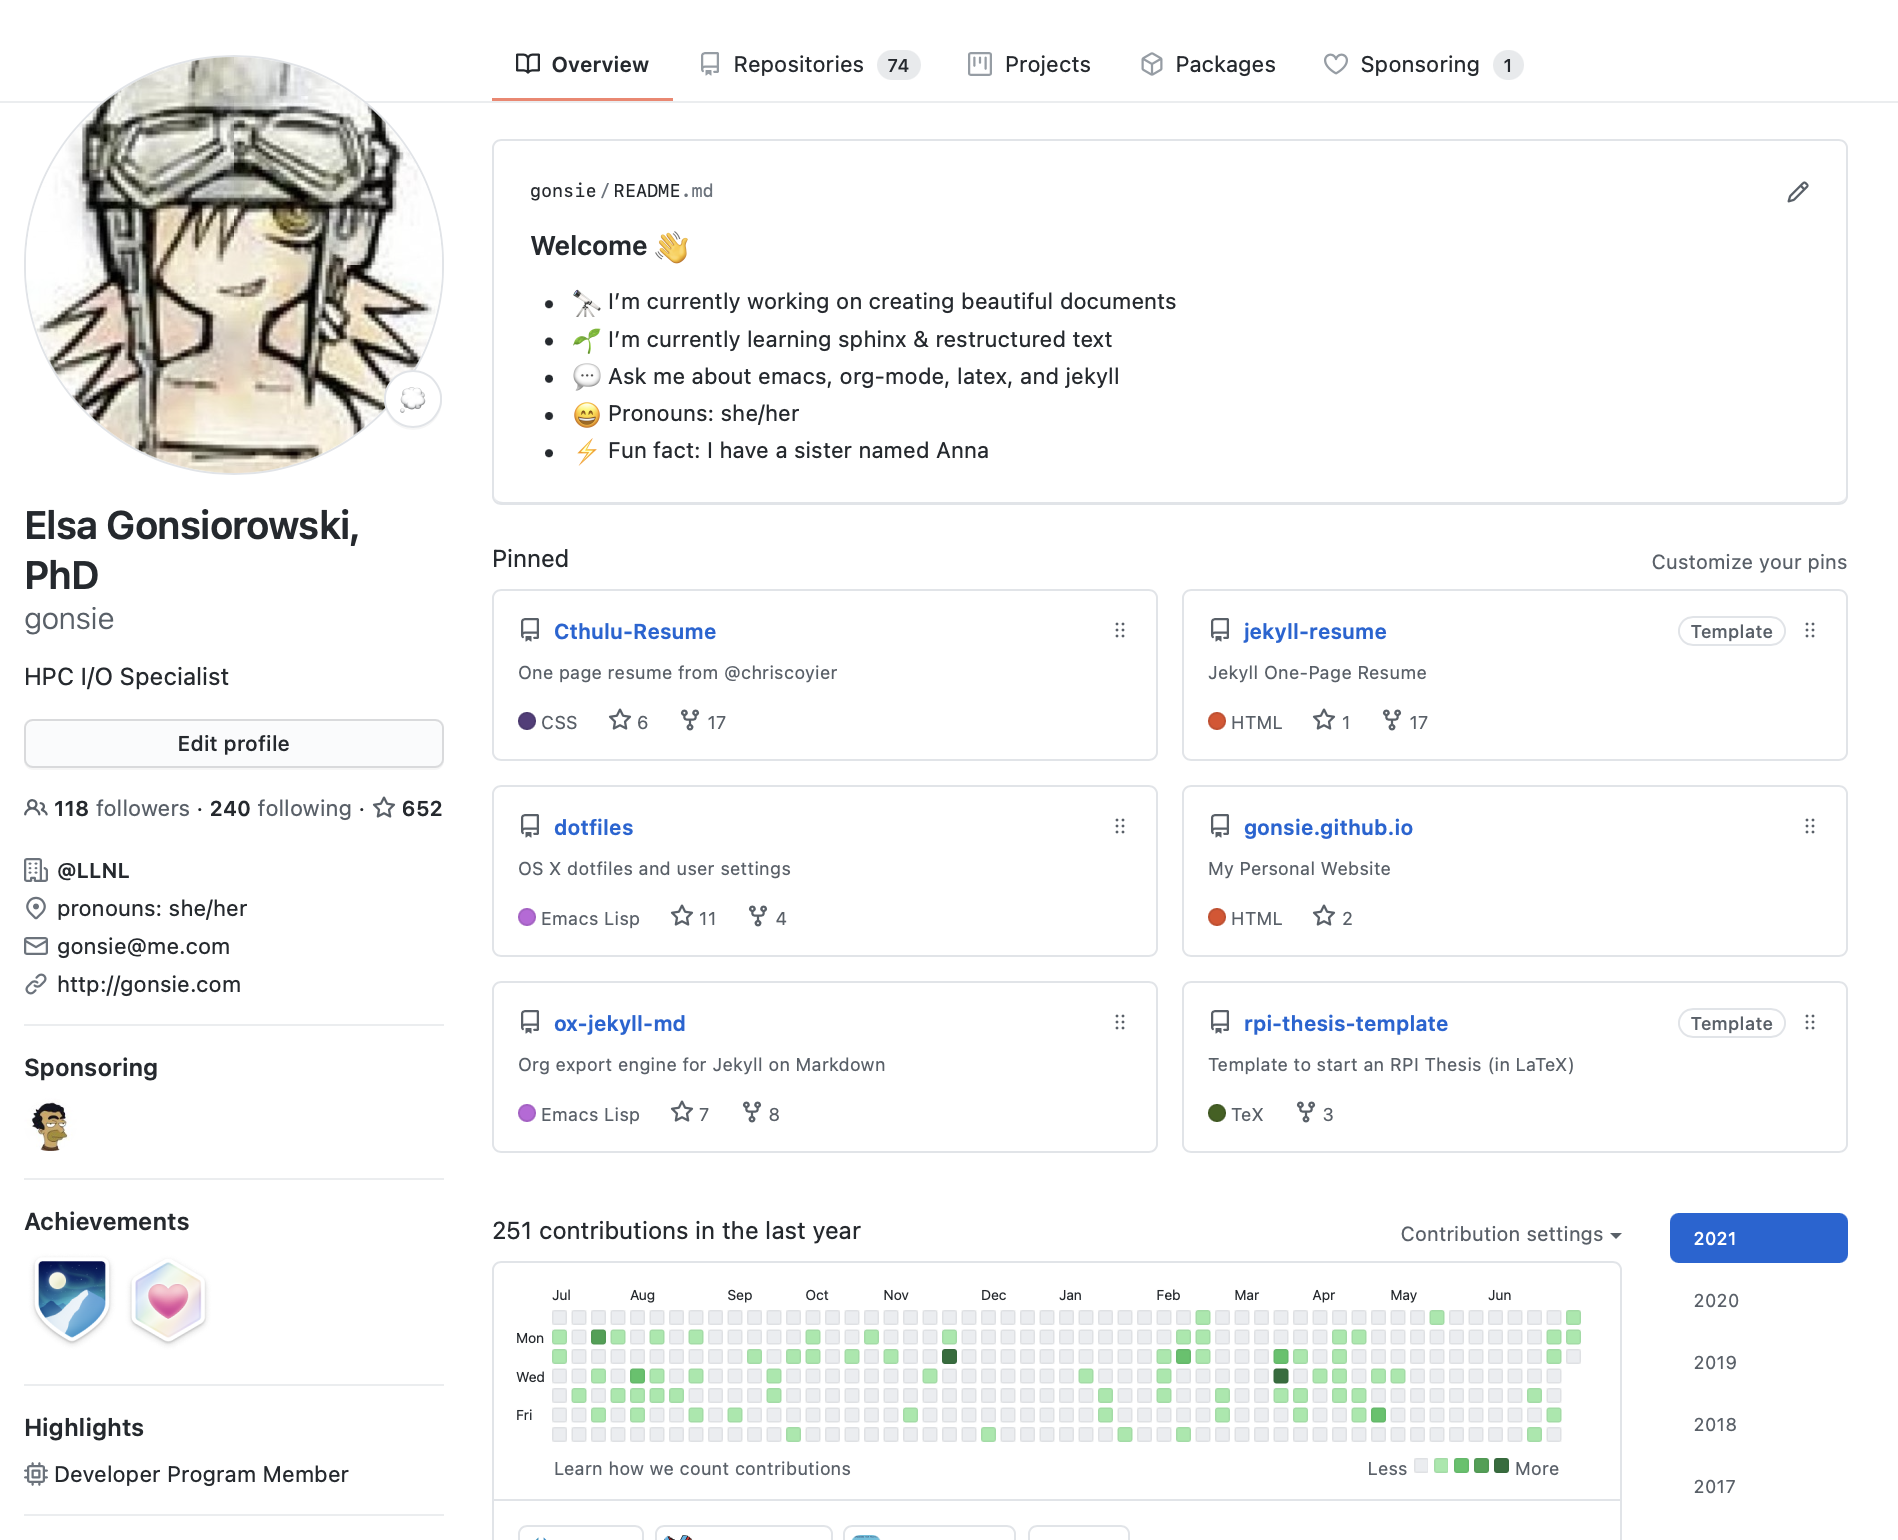 Overview Repositories 74 Projects Packages Sponsoring 1
gonsie/README.md
Welcome 👋
🔭 I’m currently working on creating beautiful documents
🌱 I’m currently learning sphinx & restructured text
💬 Ask me about emacs, org-mode, latex, and jekyll
😄 Pronouns: she/her
⚡ Fun fact: I have a sister named Anna
Elsa Gonsiorowski,
PhD
gonsie
HPC I/O Specialist
Edit profile
118 followers · 240 following · 652
@LLNL
pronouns: she/her
gonsie@me.com
http://gonsie.com
Sponsoring
Achievements
Highlights
Developer Program Member
Pinned
Customize your pins
Cthulu-Resume
One page resume from @chriscoyier
CSS 6 17
jekyll-resume Template
Jekyll One-Page Resume
HTML 1 17
dotfiles
OS X dotfiles and user settings
Emacs Lisp 11 4
gonsie.github.io
My Personal Website
HTML 2
ox-jekyll-md
Org export engine for Jekyll on Markdown
Emacs Lisp 7 8
rpi-thesis-template Template
Template to start an RPI Thesis (in LaTeX)
TeX 3
251 contributions in the last year
Contribution settings
Jul Aug Sep Oct Nov Dec Jan Feb Mar Apr May Jun
Mon
Wed
Fri
Learn how we count contributions
Less More
2021
2020
2019
2018
2017